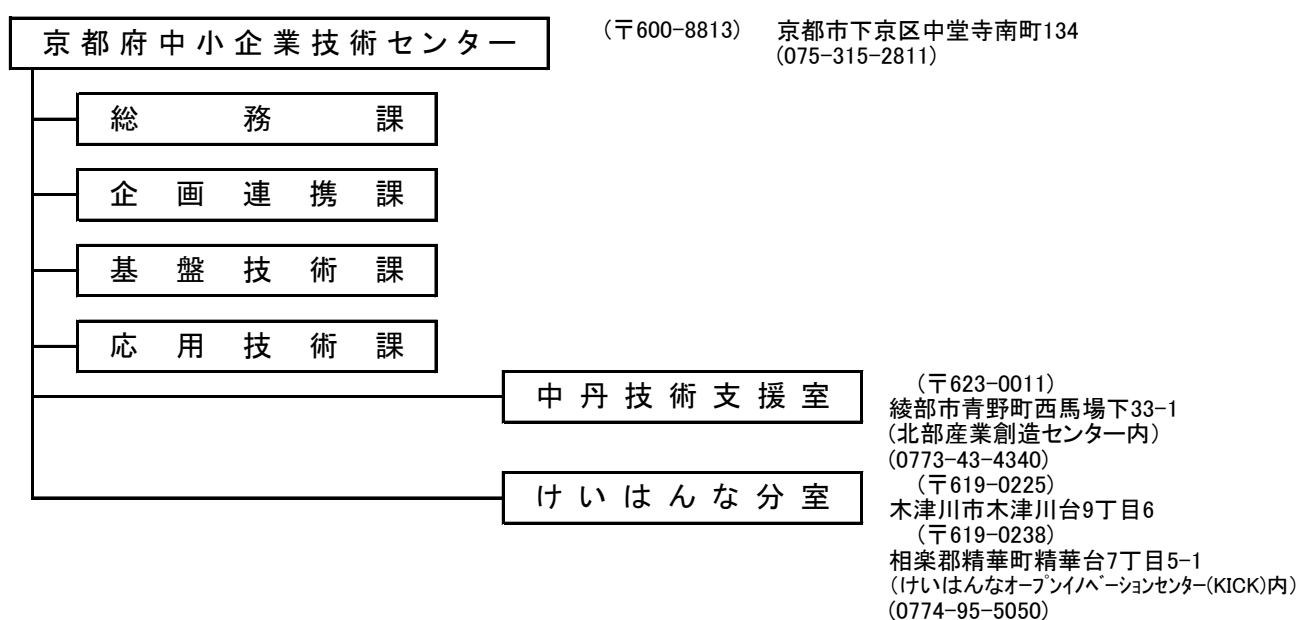 京都府中小企業技術センター (〒600-8813) 京都市下京区中堂寺南町134
(075-315-2811)
総務課
企画連携課
基盤技術課
応用技術課
中丹技術支援室
(〒623-0011)
綾部市青野町西馬場下33-1
(北部産業創造センター内)
(0773-43-4340)
けいはんな分室
(〒619-0225)
木津川市木津川台9丁目6
(〒619-0238)
相楽郡精華町精華台7丁目5-1
(けいはんなオープンイノベーションセンター(KICK)内)
(0774-95-5050)